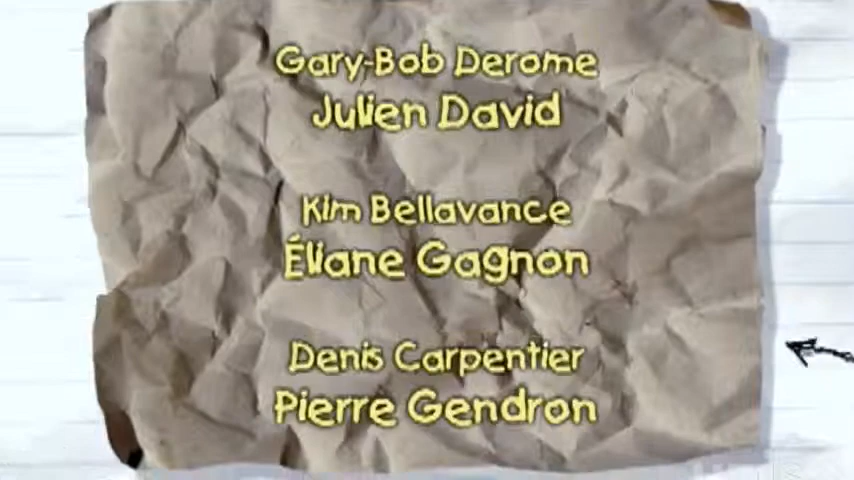 Gary-Bob Derome
Julien David
Kim Bellavance
Éliane Gagnon
Denis Carpentier
Pierre Gendron